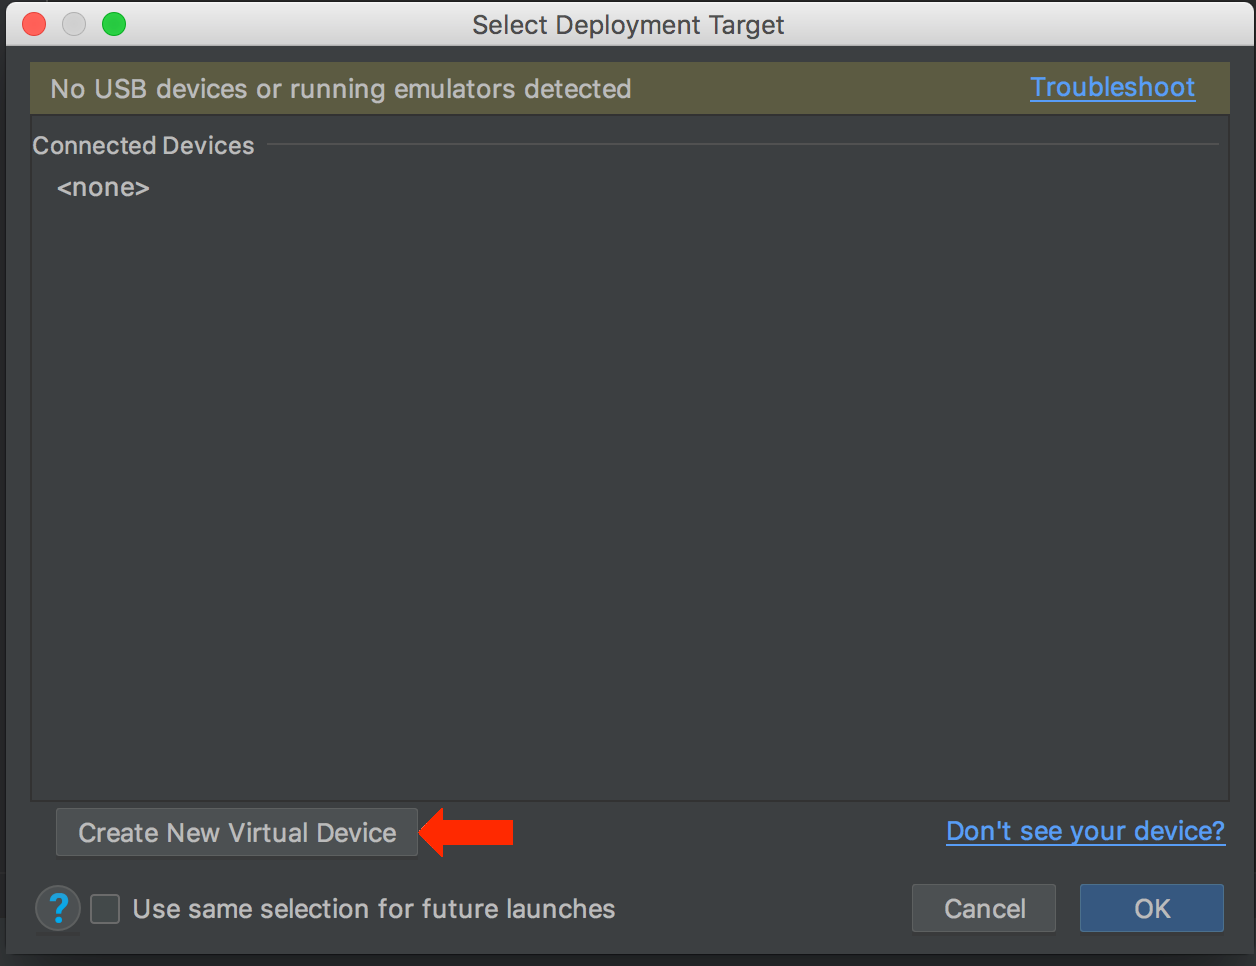 Select Deployment Target
No USB devices or running emulators detected
Troubleshoot
Connected Devices
<none>
Create New Virtual Device
Don't see your device?
?
Use same selection for future launches
Cancel
OK